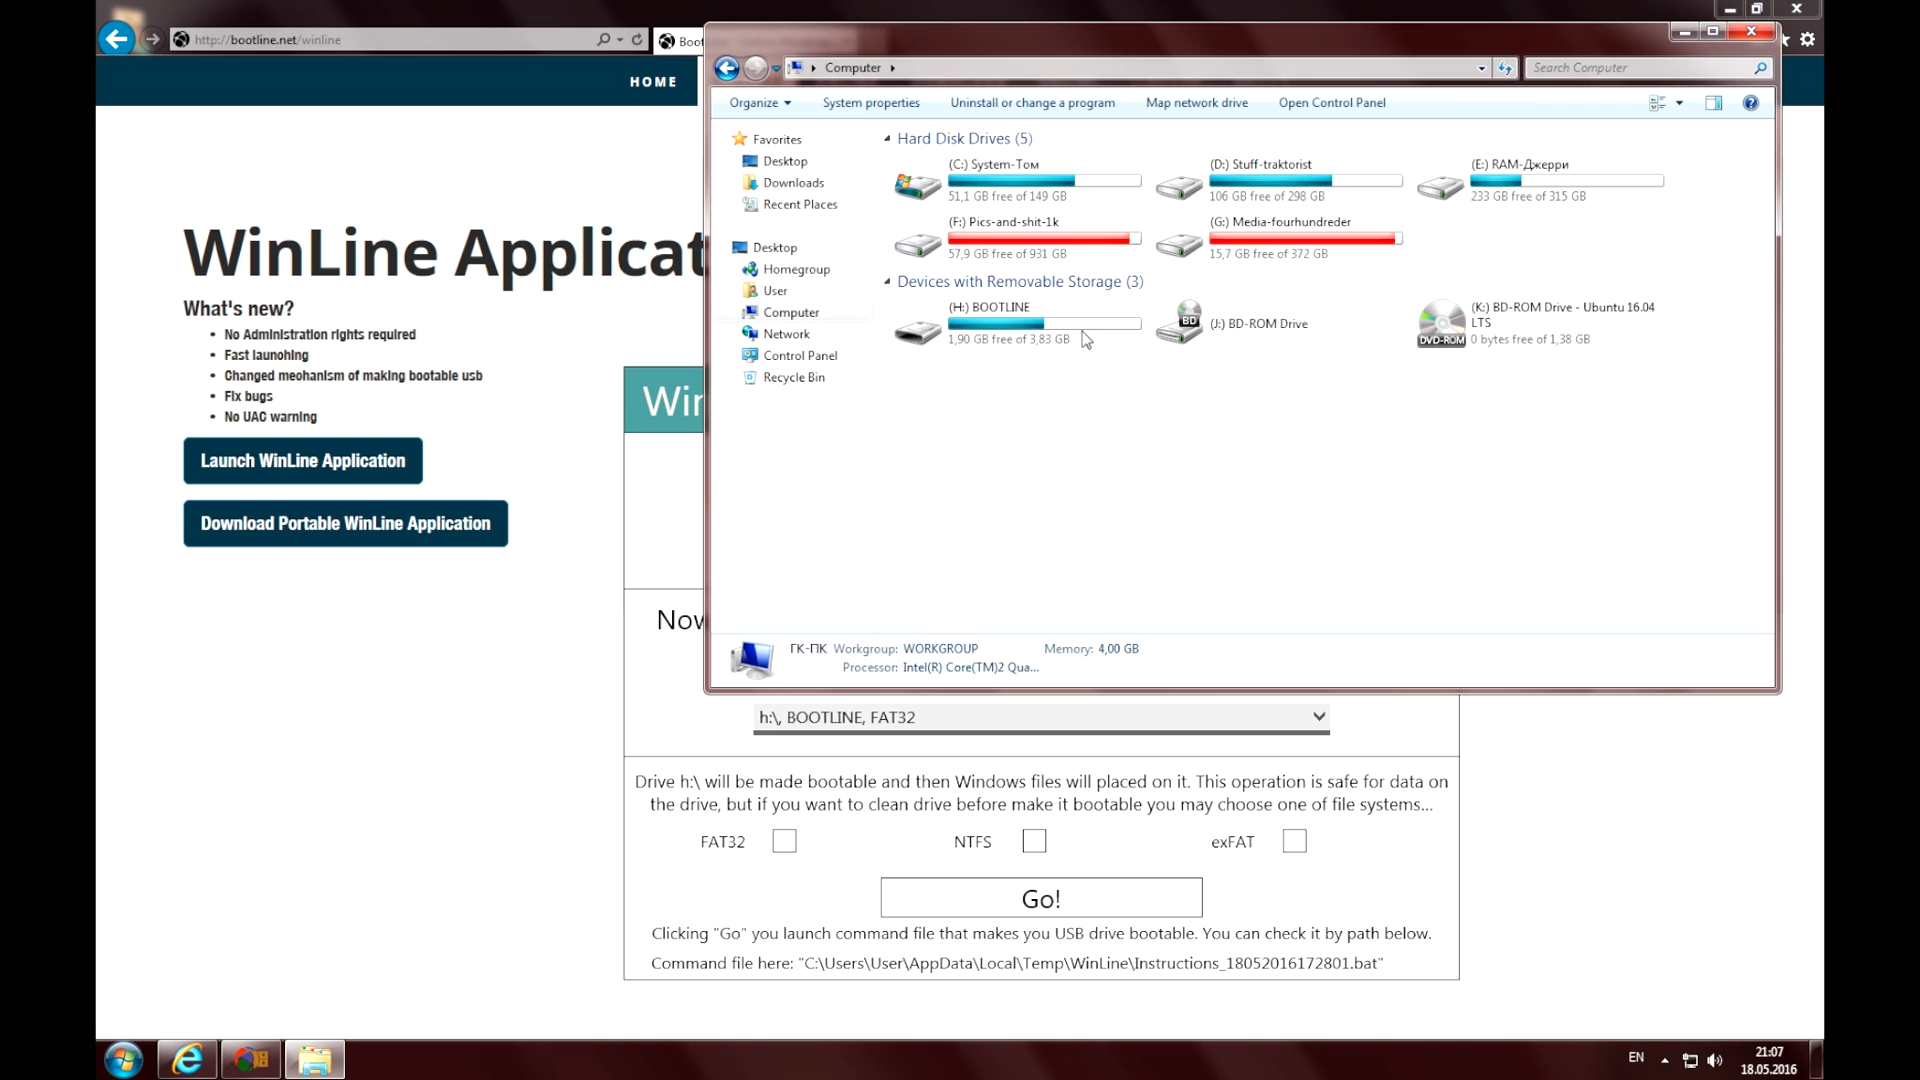 http://bootline.net/winline
Boot
HOME
WinLine Applicat
What's new?
No Administration rights required
Fast launohing
Changed meohanism of making bootable usb
Fix bugs
No UAC warning
Launch WinLine Application
Download Portable WinLine Application
Computer
Search Computer
Organize
System properties
Uninstall or change a program
Map network drive
Open Control Panel
Favorites
Desktop
Downloads
Recent Places
Desktop
Homegroup
User
Computer
Network
Control Panel
Recycle Bin
Hard Disk Drives (5)
(C:) System-Том
51,1 GB free of 149 GB
(D:) Stuff-traktorist
106 GB free of 298 GB
(E:) RAM-Джерри
233 GB free of 315 GB
(F:) Pics-and-shit-1k
57,9 GB free of 931 GB
(G:) Media-fourhundreder
15,7 GB free of 372 GB
Devices with Removable Storage (3)
(H:) BOOTLINE
1,90 GB free of 3,83 GB
BD
(J:) BD-ROM Drive
DVD-ROM
(K:) BD-ROM Drive - Ubuntu 16.04
LTS
0 bytes free of 1,38 GB
ГК-ПК Workgroup: WORKGROUP Memory: 4,00 GB
Processor: Intel(R) Core(TM)2 Qua...
Win
Now
h:\, BOOTLINE, FAT32
Drive h:\ will be made bootable and then Windows files will placed on it. This operation is safe for data on
the drive, but if you want to clean drive before make it bootable you may choose one of file systems...
FAT32 NTFS exFAT
Go!
Clicking "Go" you launch command file that makes you USB drive bootable. You can check it by path below.
Command file here: "C:\Users\User\AppData\Local\Temp\WinLine\Instructions_18052016172801.bat"
EN
21:07
18.05.2016